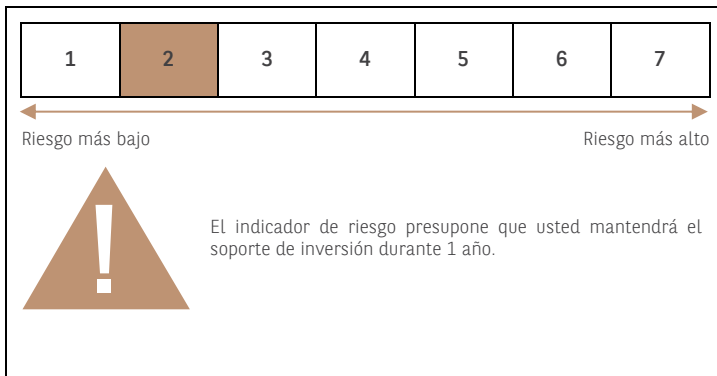 1 2 3 4 5 6 7
Riesgo más bajo Riesgo más alto
!
El indicador de riesgo presupone que usted mantendrá el
soporte de inversión durante 1 año.